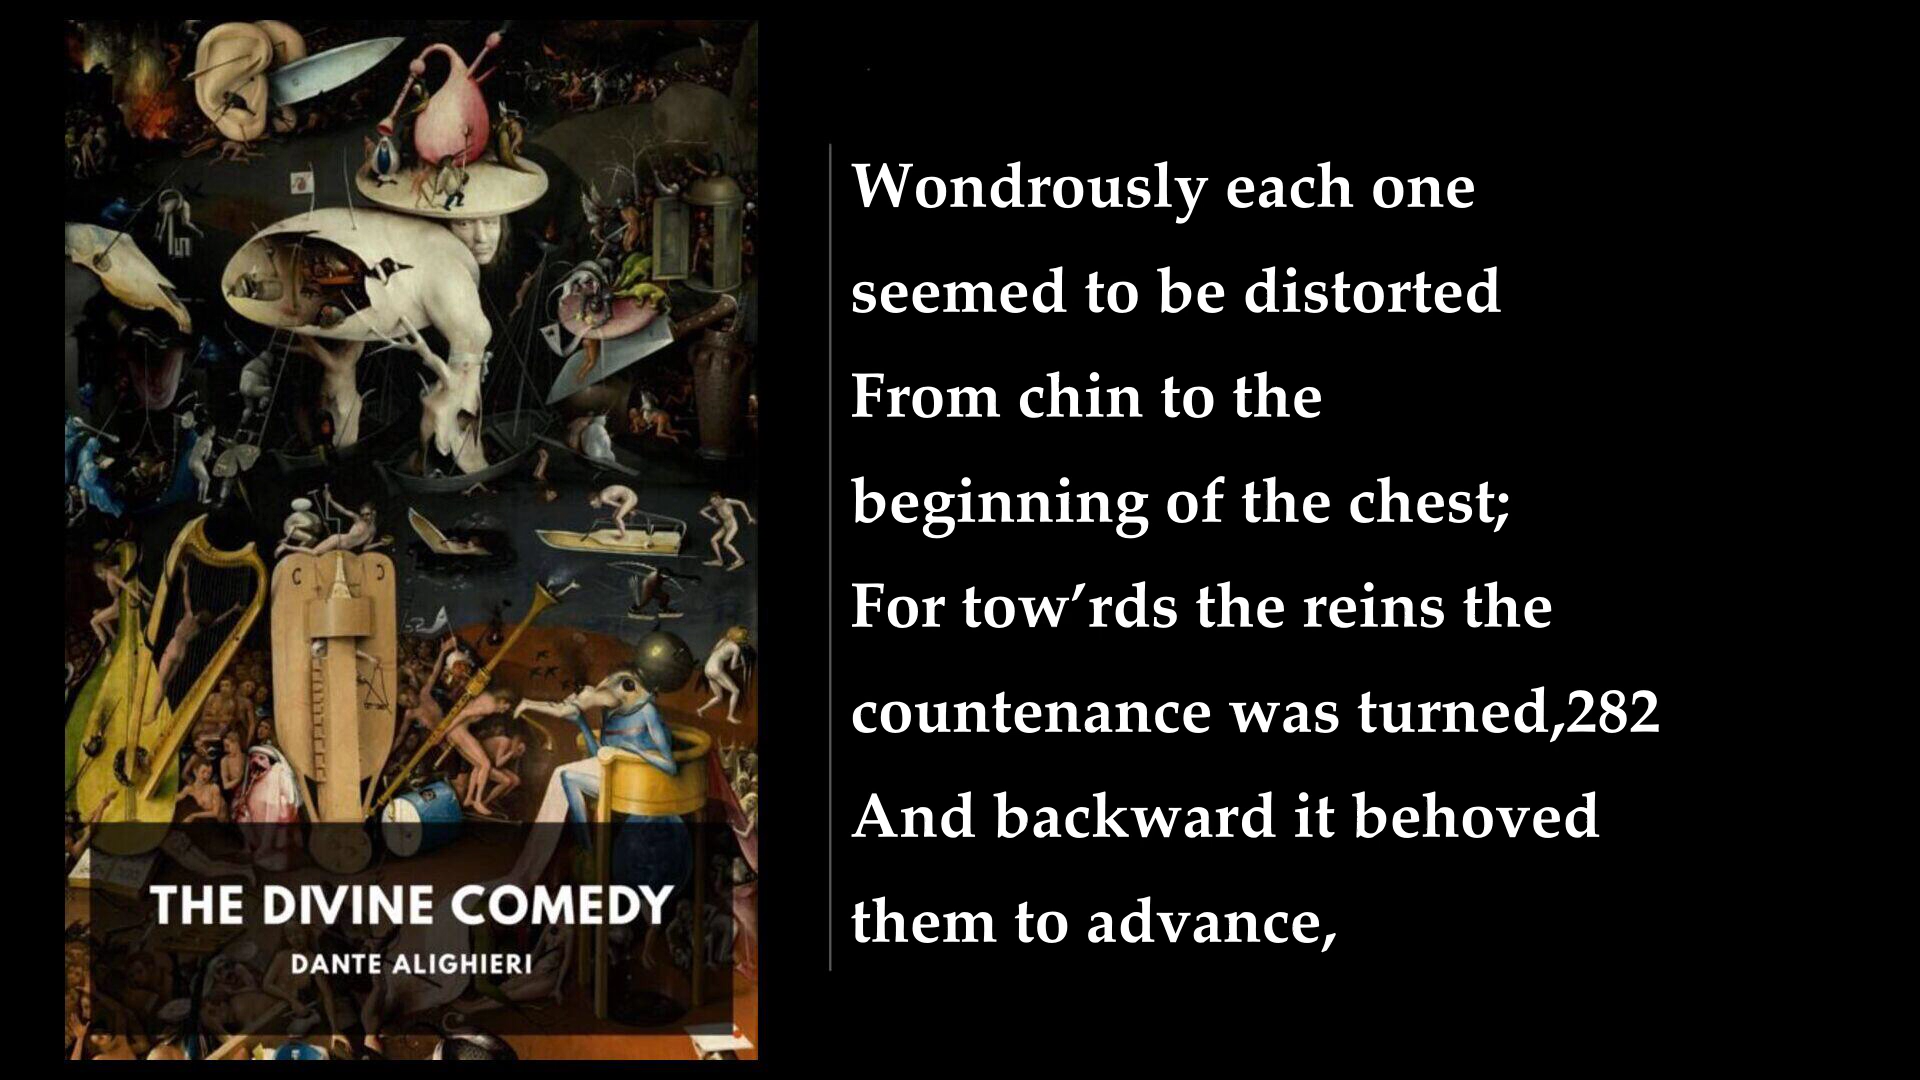 THE DIVINE COMEDY
DANTE ALIGHIERI
Wondrously each one
seemed to be distorted
From chin to the
beginning of the chest;
For tow’rds the reins the
countenance was turned,282
And backward it behoved
them to advance,